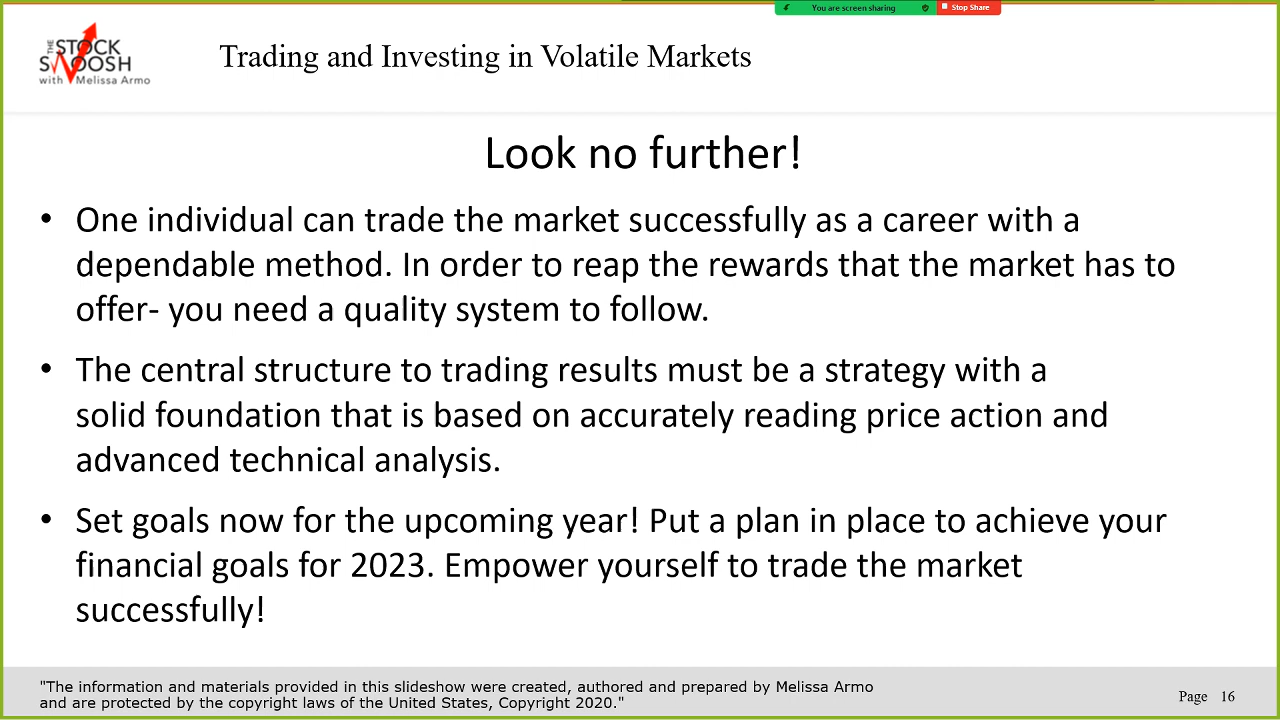 You are screen sharing
Stop Share
THE STOCK
SWOOSH
with Melissa Armo
Trading and Investing in Volatile Markets
Look no further!
• One individual can trade the market successfully as a career with a
dependable method. In order to reap the rewards that the market has to
offer- you need a quality system to follow.
• The central structure to trading results must be a strategy with a
solid foundation that is based on accurately reading price action and
advanced technical analysis.
• Set goals now for the upcoming year! Put a plan in place to achieve your
financial goals for 2023. Empower yourself to trade the market
successfully!
"The information and materials provided in this slideshow were created, authored and prepared by Melissa Armo
and are protected by the copyright laws of the United States, Copyright 2020."
Page 16